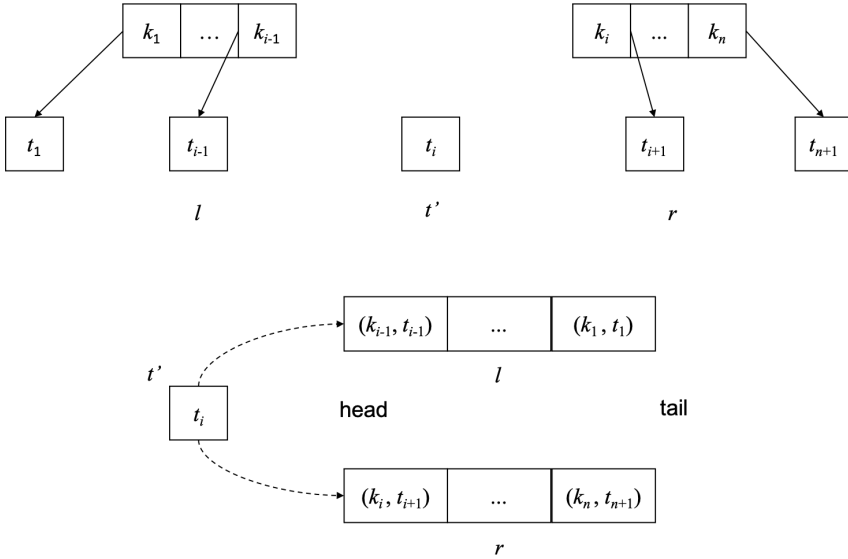 k₁ … kᵢ₋₁ kᵢ ... kₙ
t₁ tᵢ₋₁ tᵢ tᵢ₊₁ tₙ₊₁
l t’ r
(kᵢ₋₁, tᵢ₋₁) ... (k₁, t₁)
l
t’
tᵢ
head tail
(kᵢ, tᵢ₊₁) ... (kₙ, tₙ₊₁)
r